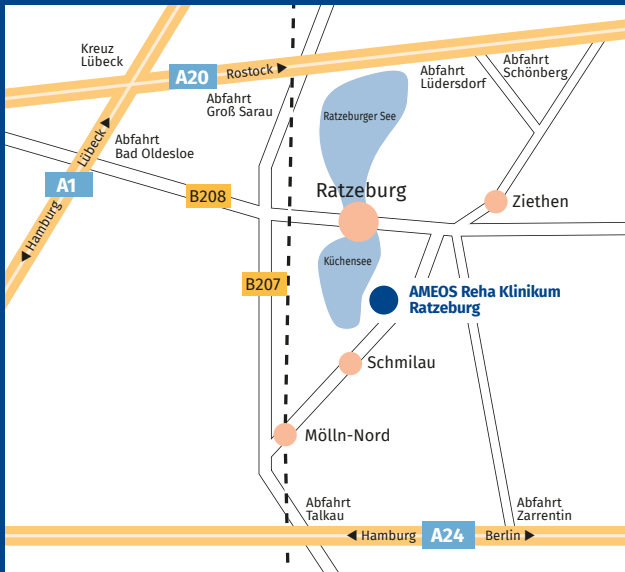 Kreuz
Lübeck
A20
Rostock
Abfahrt
Groß Sarau
Abfahrt
Lüdersdorf
Abfahrt
Schönberg
Ratzeburger See
Lübeck
Abfahrt
Bad Oldesloe
A1
Hamburg
B208
Ratzeburg
Ziethen
Küchensee
B207
AMEOS Reha Klinikum
Ratzeburg
Schmilau
Mölln-Nord
Abfahrt
Talkau
Abfahrt
Zarrentin
Hamburg
A24
Berlin